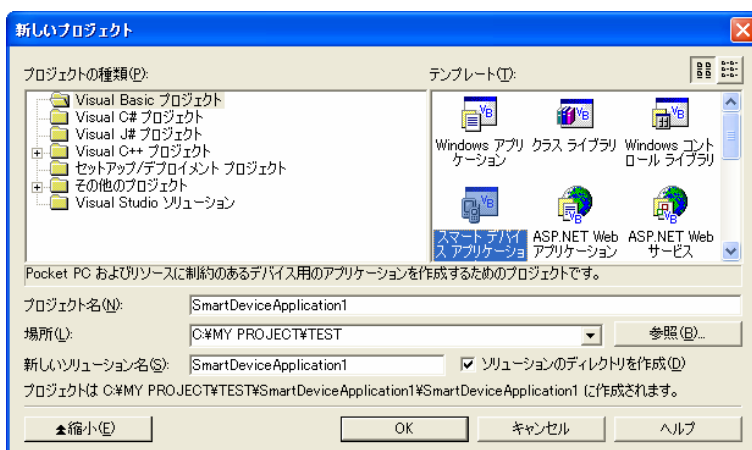 新しいプロジェクト
プロジェクトの種類(P):
Visual Basic プロジェクト
Visual C# プロジェクト
Visual J# プロジェクト
Visual C++ プロジェクト
セットアップ/デプロイメント プロジェクト
その他のプロジェクト
Visual Studio ソリューション
テンプレート(T):
Windows アプリ
ケーション
クラス ライブラリ
Windows コント
ロール ライブラリ
スマート デバイ
ス アプリケーショ
ASP.NET Web
アプリケーション
ASP.NET Web
サービス
Pocket PC およびリソースに制約のあるデバイス用のアプリケーションを作成するためのプロジェクトです。
プロジェクト名(N): SmartDeviceApplication1
場所(L): C:¥MY PROJECT¥TEST 参照(B)...
新しいソリューション名(S): SmartDeviceApplication1 ソリューションのディレクトリを作成(D)
プロジェクトは C:¥MY PROJECT¥TEST¥SmartDeviceApplication1¥SmartDeviceApplication1 に作成されます。
縮小(E) OK キャンセル ヘルプ